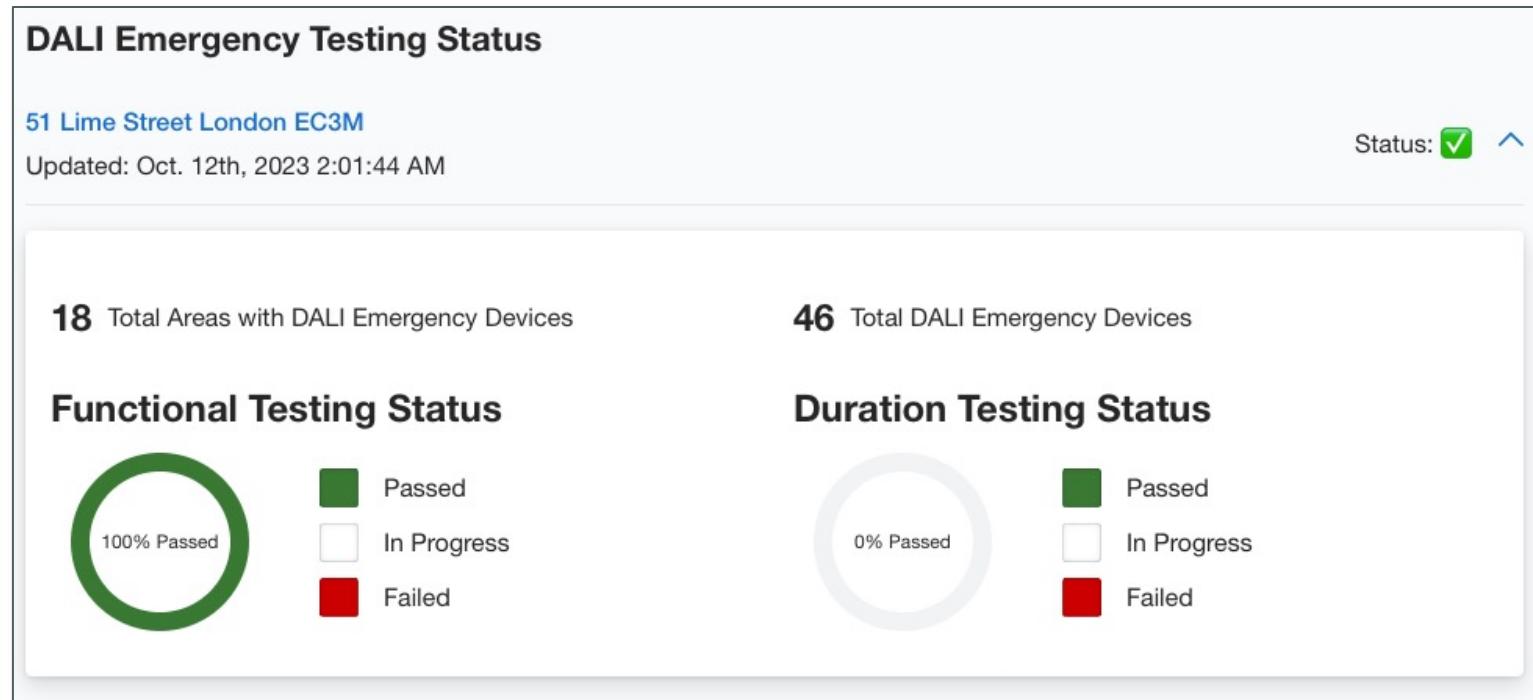 DALI Emergency Testing Status
51 Lime Street London EC3M
Updated: Oct. 12th, 2023 2:01:44 AM
Status: ✅
18 Total Areas with DALI Emergency Devices
46 Total DALI Emergency Devices
Functional Testing Status
100% Passed
Passed
In Progress
Failed
Duration Testing Status
0% Passed
Passed
In Progress
Failed